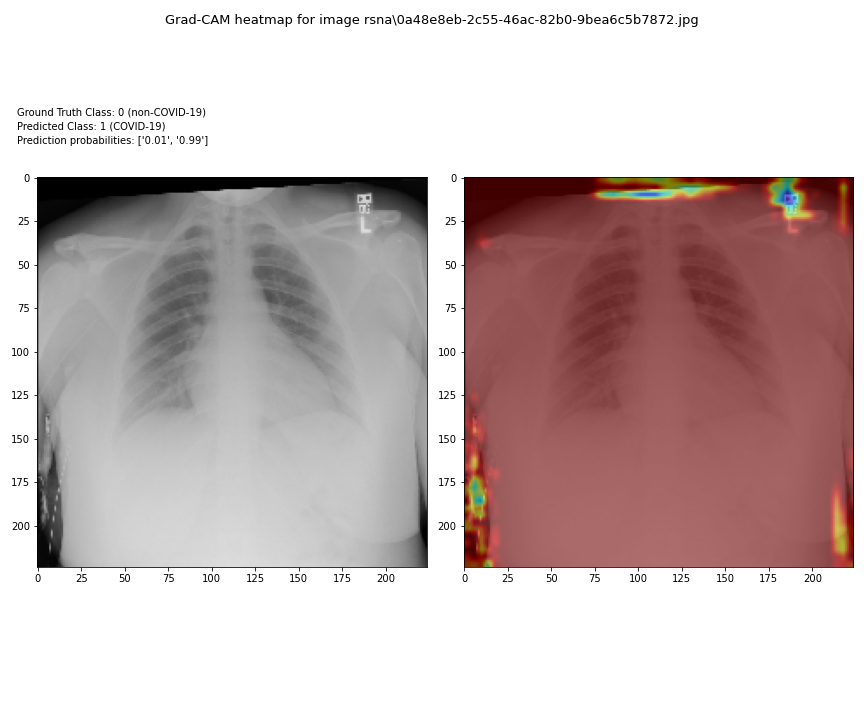 Grad-CAM heatmap for image rsna\0a48e8eb-2c55-46ac-82b0-9bea6c5b7872.jpg
Ground Truth Class: 0 (non-COVID-19)
Predicted Class: 1 (COVID-19)
Prediction probabilities: ['0.01', '0.99']
0
25
50
75
100
125
150
175
200
0 25 50 75 100 125 150 175 200
L
0
25
50
75
100
125
150
175
200
0 25 50 75 100 125 150 175 200
L